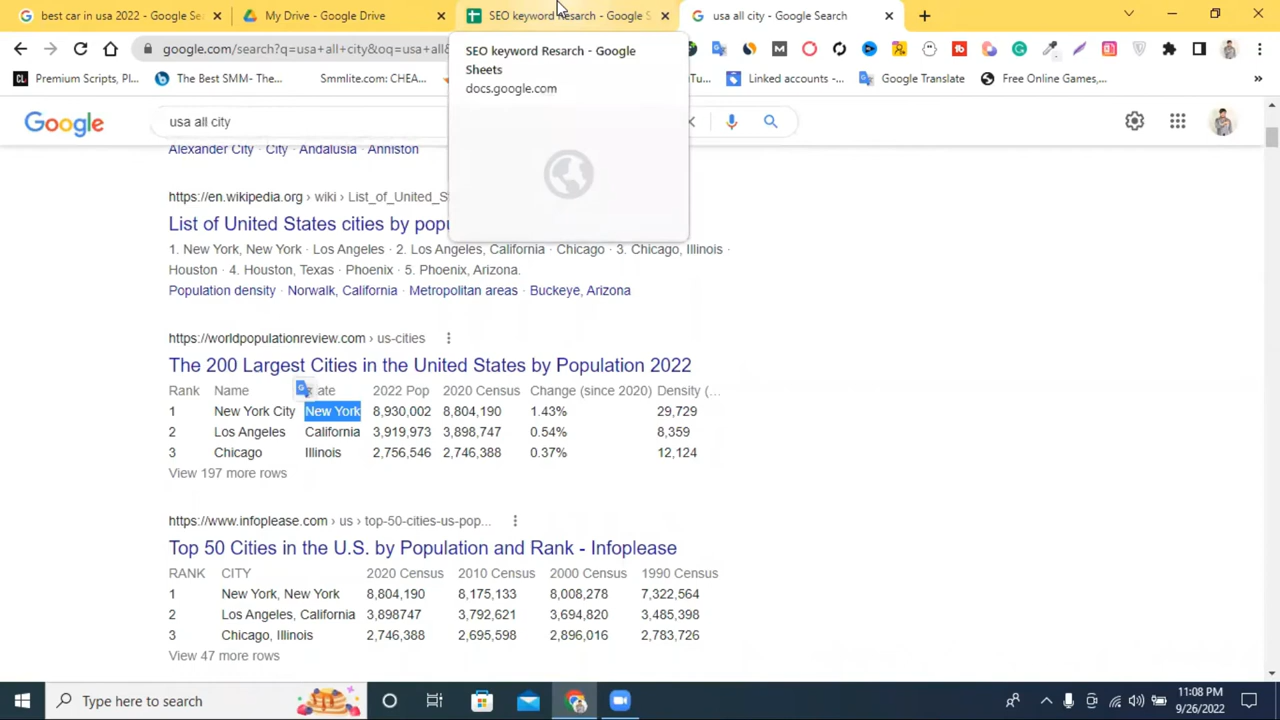 best car in usa 2022 - Google Se
My Drive - Google Drive
SEO keyword Resarch - Google S
usa all city - Google Search
google.com/search?q=usa+all+city&oq=usa+all
SEO keyword Resarch - Google
Sheets
docs.google.com
Premium Scripts, Pl...
The Best SMM- The...
Smmlite.com: CHEA...
Linked accounts -...
Google Translate
Free Online Games,...
Google
usa all city
Alexander City · City · Andalusia · Anniston
https://en.wikipedia.org › wiki › List_of_United_S
List of United States cities by popu
1. New York, New York · Los Angeles · 2. Los Angeles, California · Chicago · 3. Chicago, Illinois ·
Houston · 4. Houston, Texas · Phoenix · 5. Phoenix, Arizona.
Population density · Norwalk, California · Metropolitan areas · Buckeye, Arizona
https://worldpopulationreview.com › us-cities
The 200 Largest Cities in the United States by Population 2022
Rank Name ate 2022 Pop 2020 Census Change (since 2020) Density (...
1 New York City New York 8,930,002 8,804,190 1.43% 29,729
2 Los Angeles California 3,919,973 3,898,747 0.54% 8,359
3 Chicago Illinois 2,756,546 2,746,388 0.37% 12,124
View 197 more rows
https://www.infoplease.com › us › top-50-cities-us-pop...
Top 50 Cities in the U.S. by Population and Rank - Infoplease
RANK CITY 2020 Census 2010 Census 2000 Census 1990 Census
1 New York, New York 8,804,190 8,175,133 8,008,278 7,322,564
2 Los Angeles, California 3,898747 3,792,621 3,694,820 3,485,398
3 Chicago, Illinois 2,746,388 2,695,598 2,896,016 2,783,726
View 47 more rows
Type here to search
11:08 PM
9/26/2022